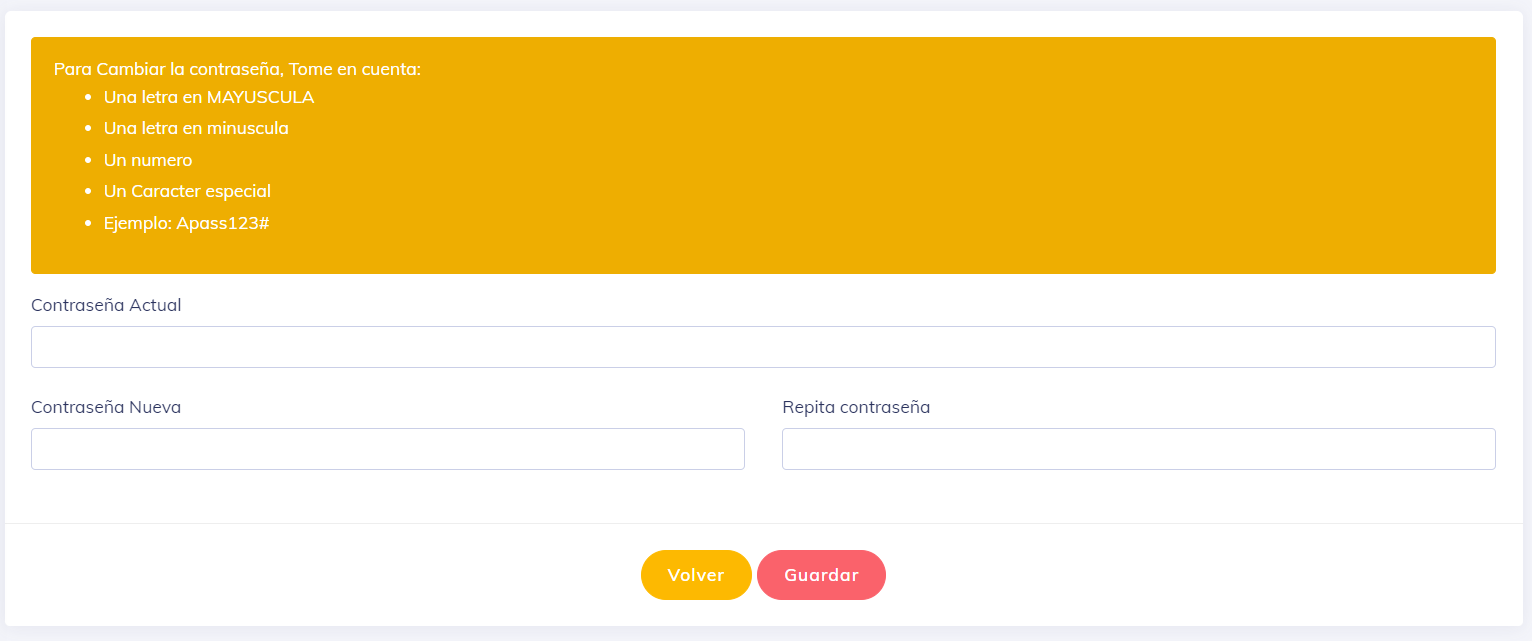 Para Cambiar la contraseña, Tome en cuenta:
Una letra en MAYUSCULA
Una letra en minuscula
Un numero
Un Caracter especial
Ejemplo: Apass123#
Contraseña Actual
Contraseña Nueva
Repita contraseña
Volver
Guardar